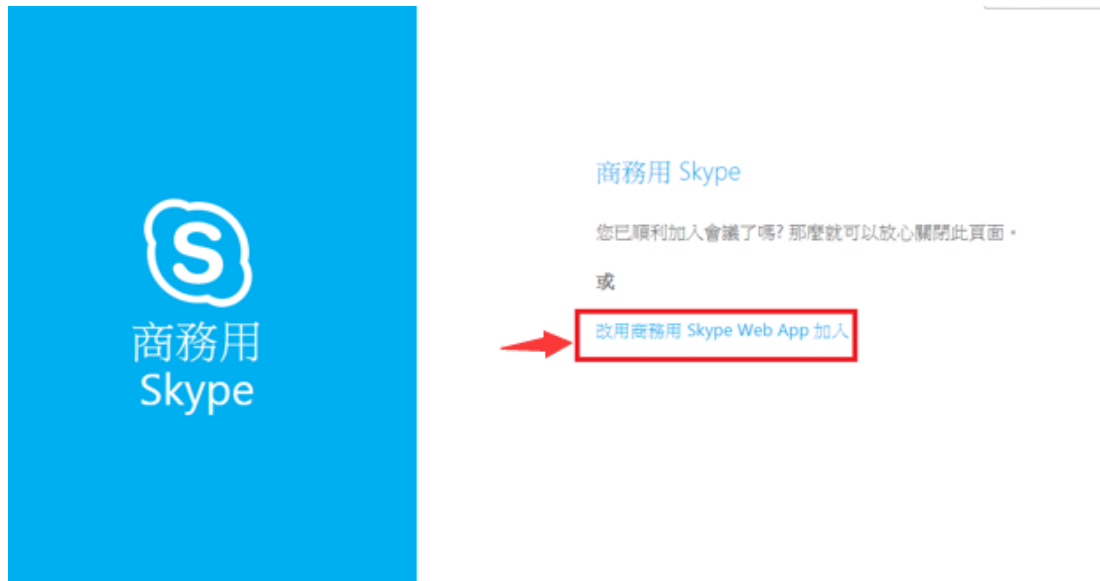 商務用
Skype
商務用 Skype
您已順利加入會議了嗎? 那麼就可以放心關閉此頁面。
或
改用商務用 Skype Web App 加入